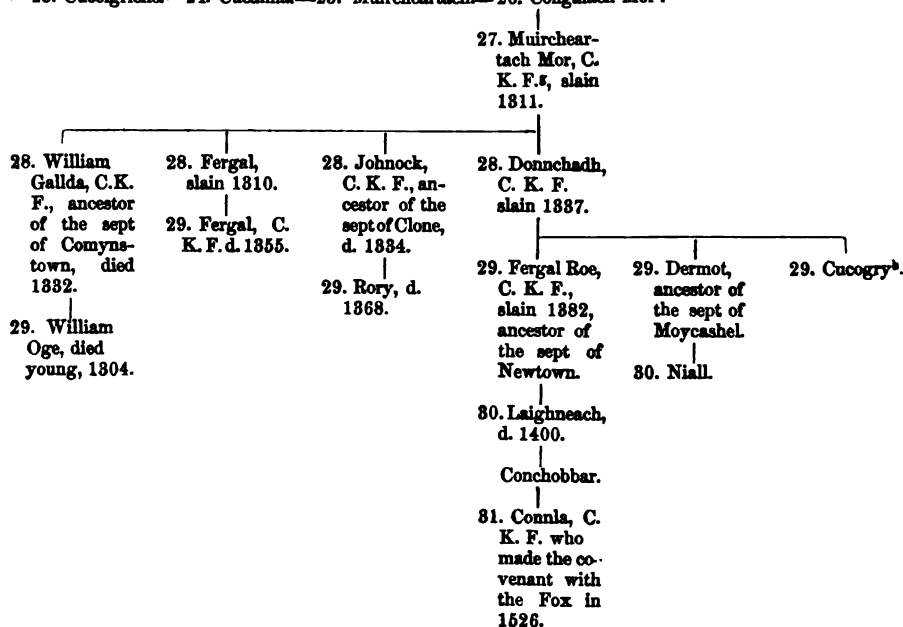 27. Muirchear-
tach Mor, C.
K. F.g, slain
1311.
28. William
Gallda, C.K.
F., ancestor
of the sept
of Comyns-
town, died
1332.
29. William
Oge, died
young, 1304.
28. Fergal,
slain 1310.
29. Fergal, C.
K. F. d. 1355.
28. Johnock,
C. K. F., an-
cestor of the
sept of Clone,
d. 1334.
29. Rory, d.
1368.
28. Donnchadh,
C. K. F.
slain 1337.
29. Fergal Roe,
C. K. F.,
slain 1382,
ancestor of
the sept of
Newtown.
30. Laighneach,
d. 1400.
Conchobbar.
31. Connla, C.
K. F. who
made the co-
venant with
the Fox in
1526.
29. Dermot,
ancestor of
the sept of
Moycashel.
30. Niall.
29. Cucogryh.